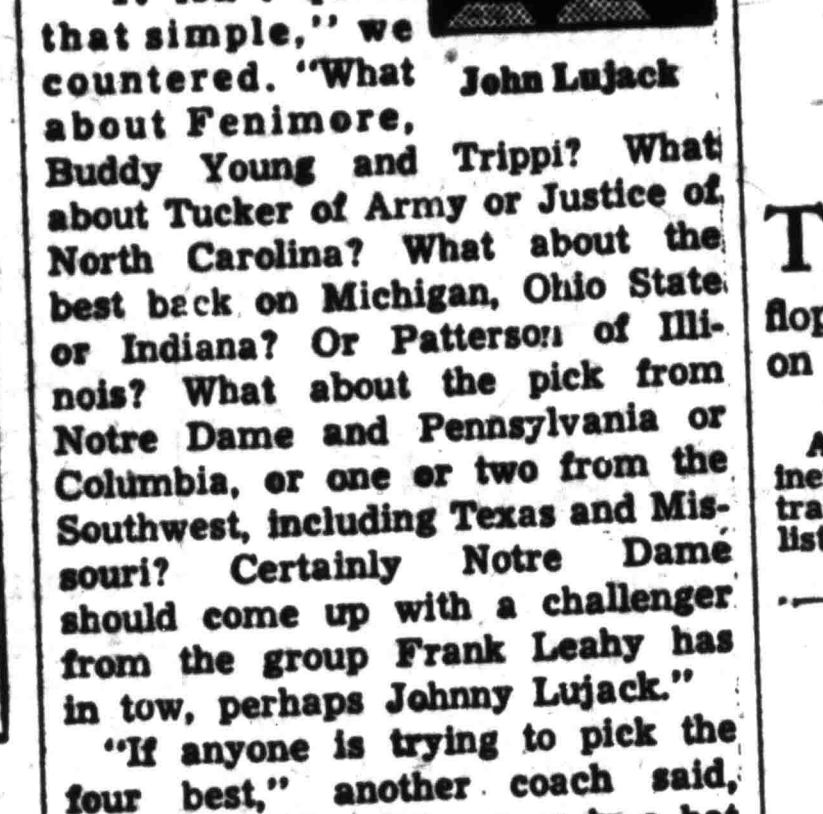 that simple," we
countered. "What
about Fenimore,
John Lujack
Buddy Young and Trippi? What
about Tucker of Army or Justice of
North Carolina? What about the
best back on Michigan, Ohio State
or Indiana? Or Patterson of Illi-
nois? What about the pick from
Notre Dame and Pennsylvania or
Columbia, or one or two from the
Southwest, including Texas and Mis-
souri? Certainly Notre Dame
should come up with a challenger
from the group Frank Leahy has
in tow, perhaps Johnny Lujack."
"If anyone is trying to pick the
four best," another coach said,
T
flop
on
A
ine
tra
list